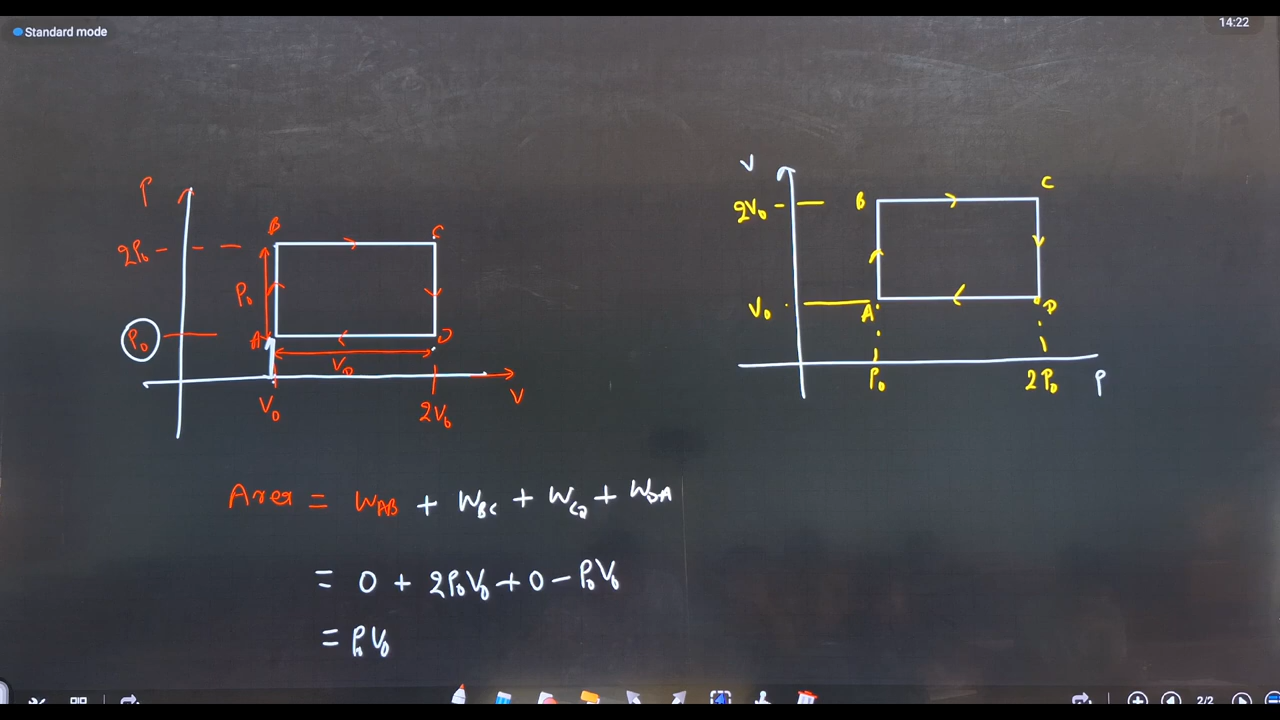 Standard mode
14:22
P
2P₀
B
C
P₀
P₀
A
D
V₀
V₀
2V₀
V
V
2V₀
B
C
V₀
A
D
P₀
2P₀
P
Area = W_AB + W_BC + W_CD + W_DA
= 0 + 2P₀V₀ + 0 - P₀V₀
= P₀V₀
2/2